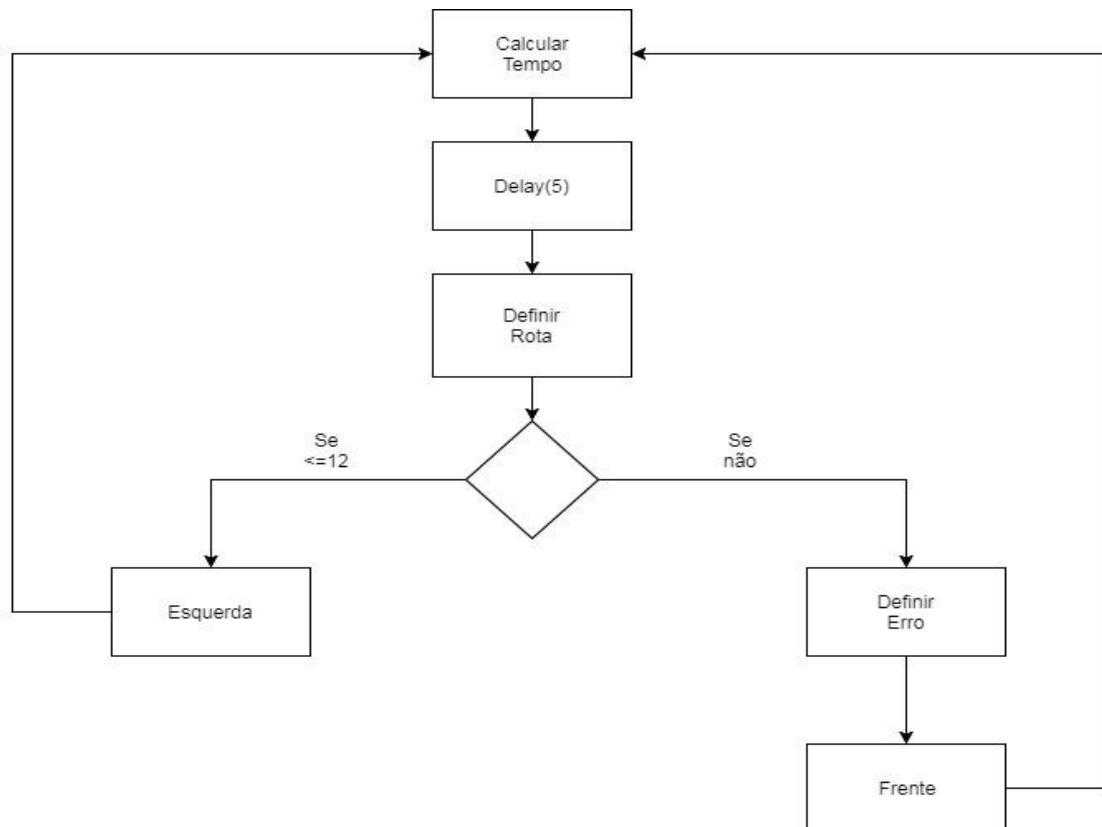 Calcular
Tempo
Delay(5)
Definir
Rota
Se
<=12
Se
não
Esquerda
Definir
Erro
Frente